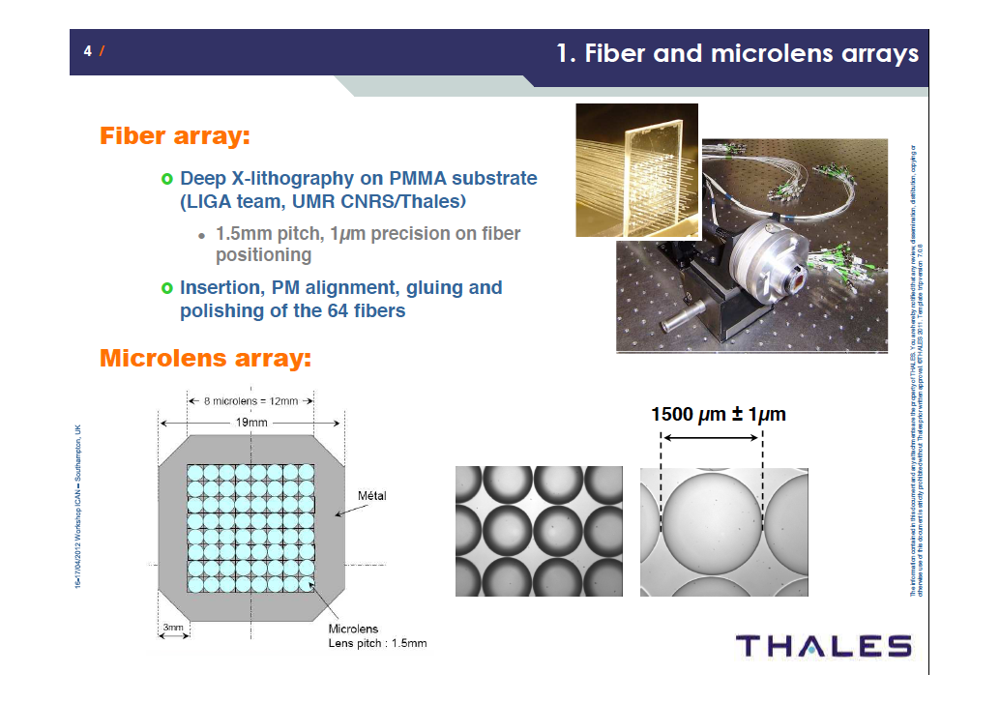 4 /
1. Fiber and microlens arrays
Fiber array:
Deep X-lithography on PMMA substrate
(LIGA team, UMR CNRS/Thales)
1.5mm pitch, 1µm precision on fiber
positioning
Insertion, PM alignment, gluing and
polishing of the 64 fibers
Microlens array:
8 microlens = 12mm
19mm
Métal
3mm
Microlens
Lens pitch : 1.5mm
1500 µm ± 1µm
16-17/04/2012 Workshop ICAN – Southampton, UK
The information contained in this document and any attachments are the property of THALES. You are hereby notified that any review, dissemination, distribution, copying or
otherwise use of this document is strictly prohibited without Thales prior written approval. ©THALES 2011. Template trtp version 7.0.8
THALES